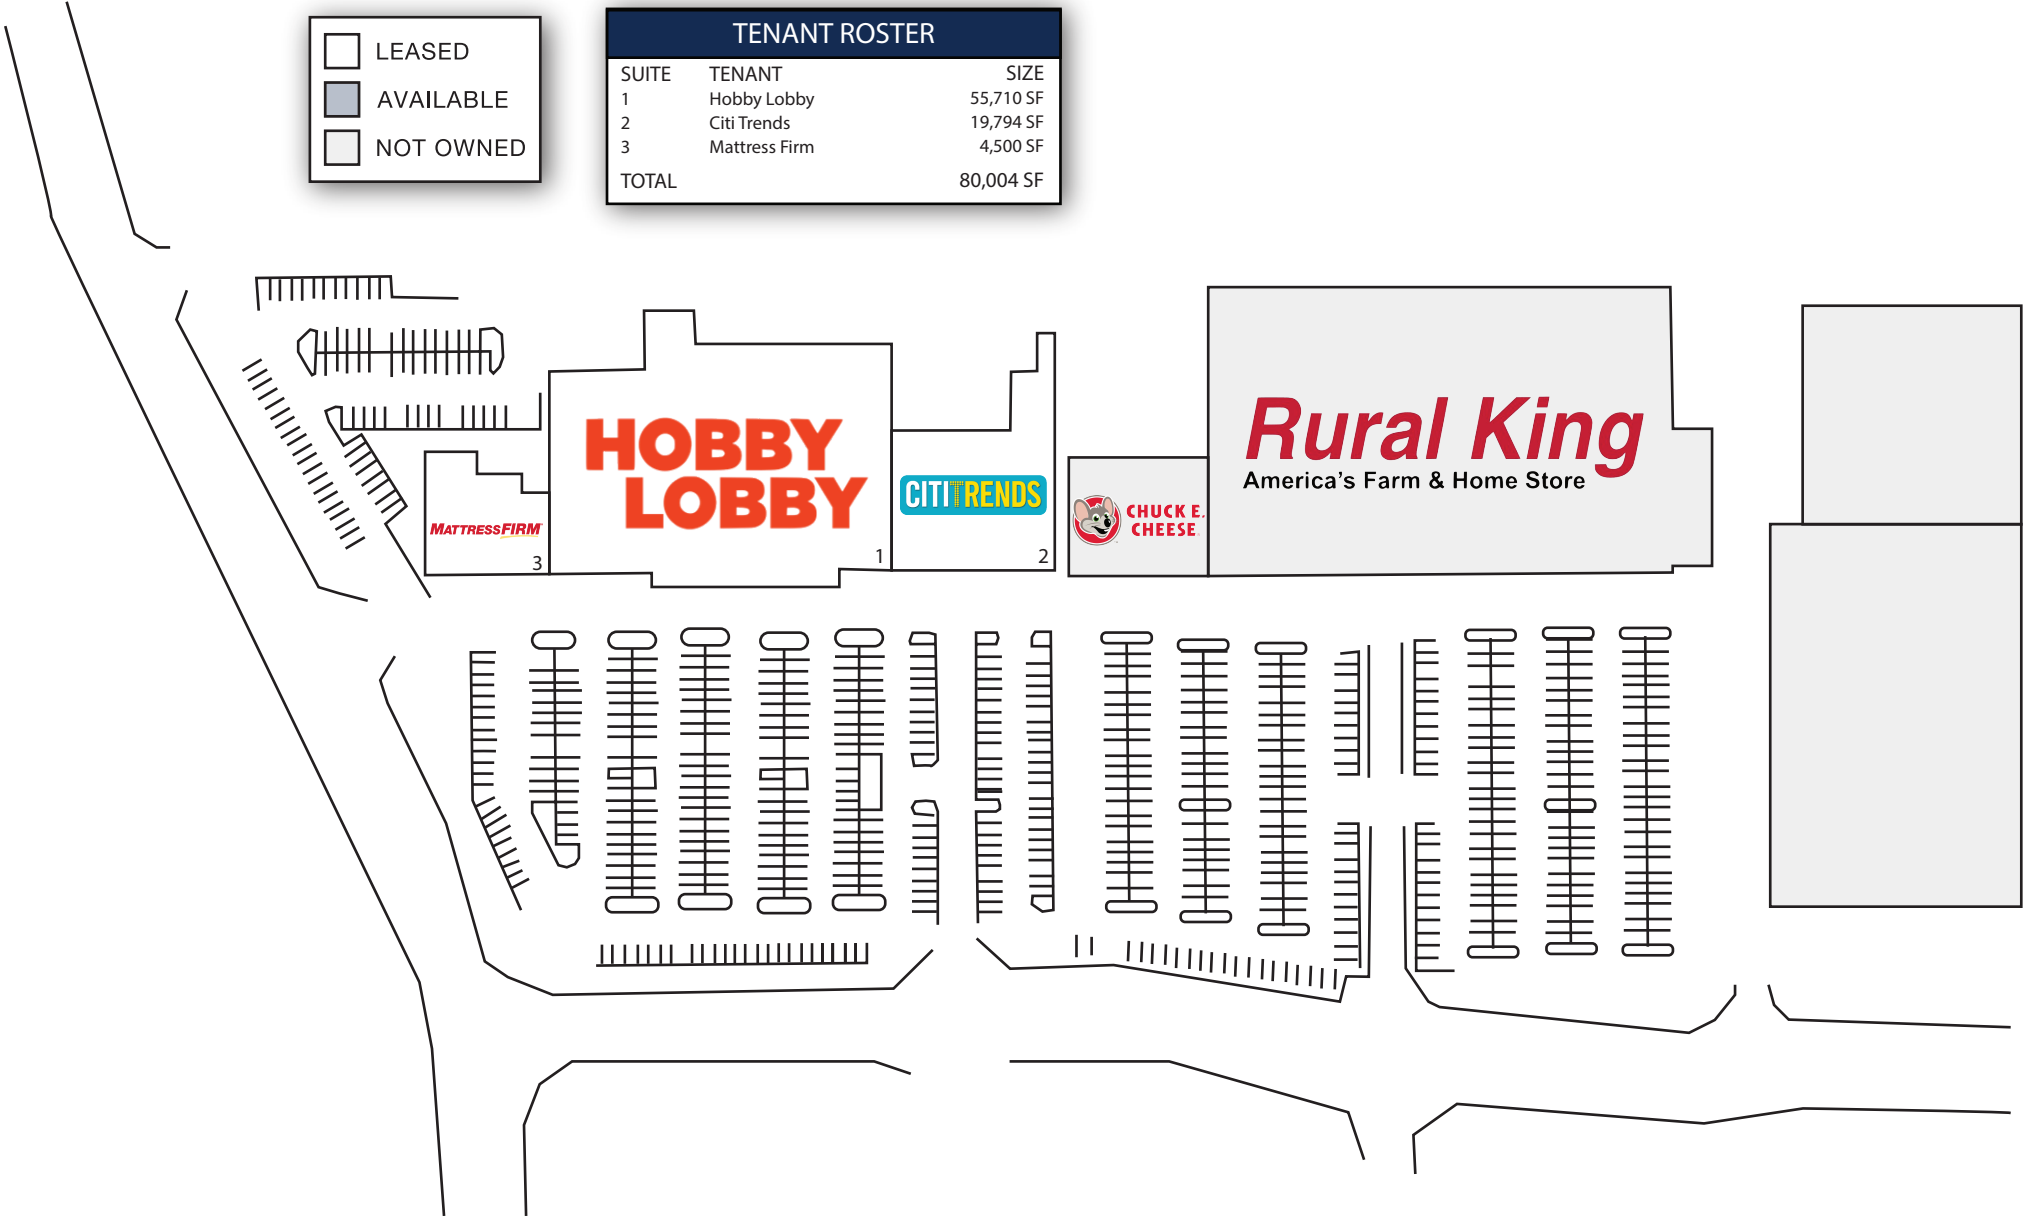 LEASED
AVAILABLE
NOT OWNED
TENANT ROSTER
SUITE TENANT SIZE
1 Hobby Lobby 55,710 SF
2 Citi Trends 19,794 SF
3 Mattress Firm 4,500 SF
TOTAL 80,004 SF
HOBBY
LOBBY
1
CITITRENDS
2
MATTRESSFIRM
3
CHUCK E.
CHEESE
Rural King
America's Farm & Home Store